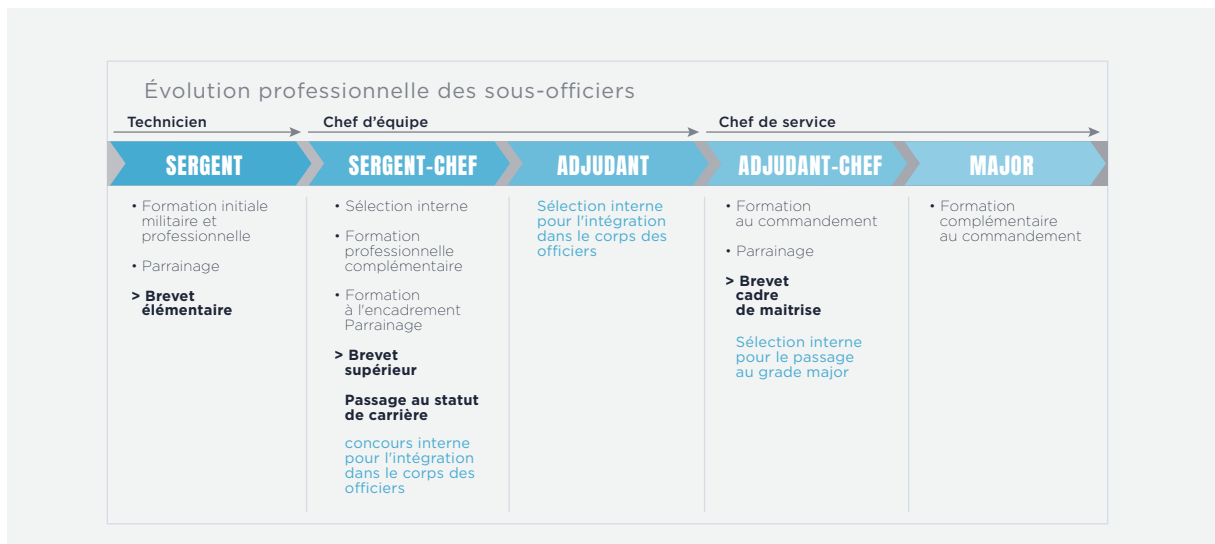 Évolution professionnelle des sous-officiers
Technicien
Chef d'équipe
Chef de service
SERGENT
SERGENT-CHEF
ADJUDANT
ADJUDANT-CHEF
MAJOR
• Formation initiale
militaire et
professionnelle
• Parrainage
> Brevet
élémentaire
• Sélection interne
• Formation
professionnelle
complémentaire
• Formation
à l'encadrement
Parrainage
> Brevet
supérieur
Passage au statut
de carrière
concours interne
pour l'intégration
dans le corps des
officiers
Sélection interne
pour l'intégration
dans le corps des
officiers
• Formation
au commandement
• Parrainage
> Brevet
cadre
de maitrise
Sélection interne
pour le passage
au grade major
• Formation
complémentaire
au commandement